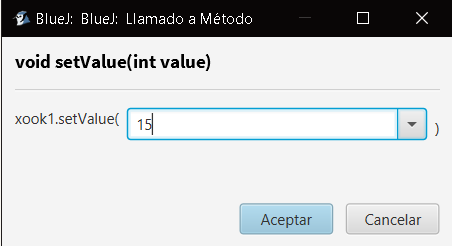 BlueJ: BlueJ: Llamado a Método
void setValue(int value)
xook1.setValue( 15 )
Aceptar Cancelar